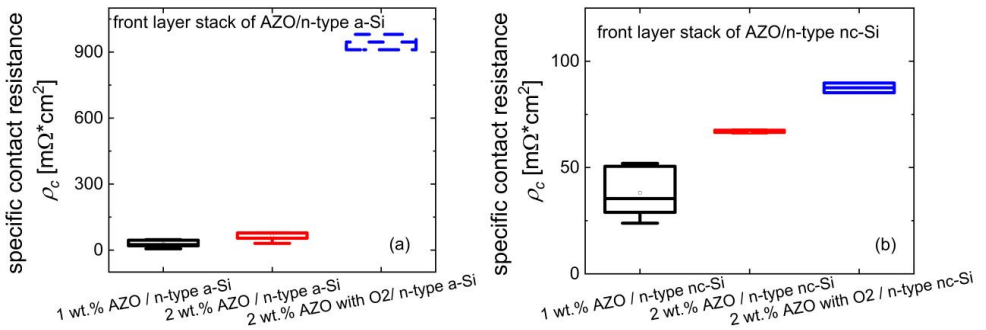 front layer stack of AZO/n-type a-Si
specific contact resistance
ρc [mΩ*cm2]
900
600
300
0
(a)
1 wt.% AZO / n-type a-Si
2 wt.% AZO / n-type a-Si
2 wt.% AZO with O2/ n-type a-Si
front layer stack of AZO/n-type nc-Si
specific contact resistance
ρc [mΩ*cm2]
100
50
0
(b)
1 wt.% AZO / n-type nc-Si
2 wt.% AZO / n-type nc-Si
2 wt.% AZO with O2 / n-type nc-Si